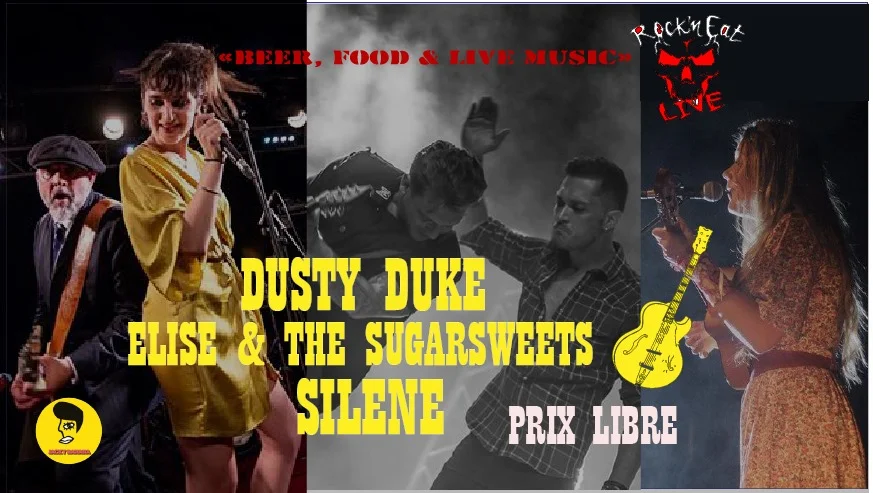 «BEER, FOOD & LIVE MUSIC»
Rock'n Eat
LIVE
DUSTY DUKE
ELISE & THE SUGARSWEETS
SILENE
PRIX LIBRE